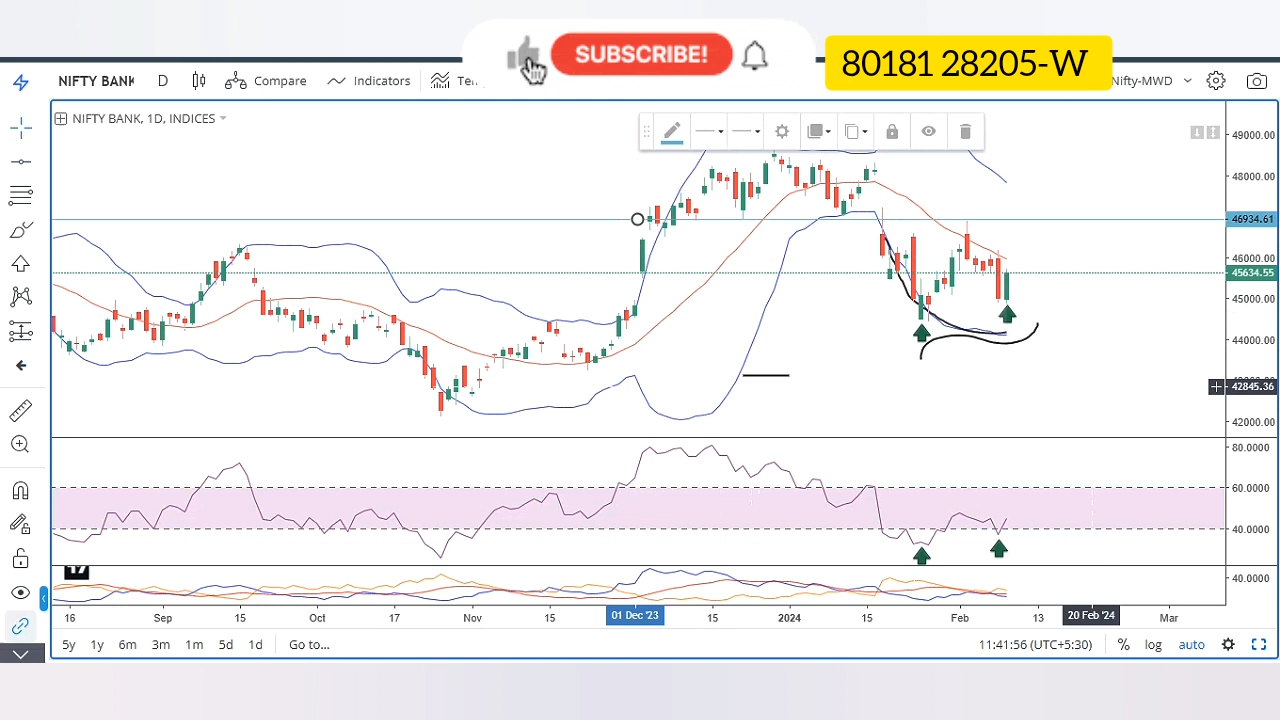 SUBSCRIBE!
80181 28205-W
NIFTY BANK D Compare Indicators Nifty-MWD
NIFTY BANK, 1D, INDICES
49000.00
48000.00
46934.61
46000.00
45634.55
45000.00
44000.00
42845.36
42000.00
80.0000
60.0000
40.0000
40.0000
16 Sep 15 Oct 17 Nov 15 01 Dec '23 15 2024 15 Feb 13 20 Feb '24 Mar
5y 1y 6m 3m 1m 5d 1d Go to... 11:41:56 (UTC+5:30) % log auto